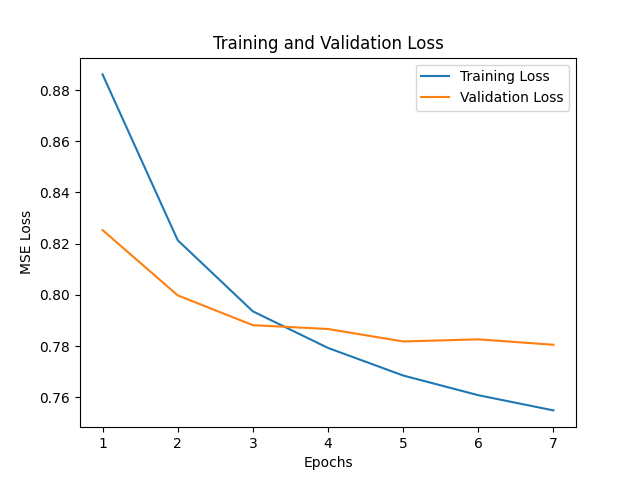 Training and Validation Loss
Training Loss
Validation Loss
MSE Loss
0.88
0.86
0.84
0.82
0.80
0.78
0.76
1 2 3 4 5 6 7
Epochs